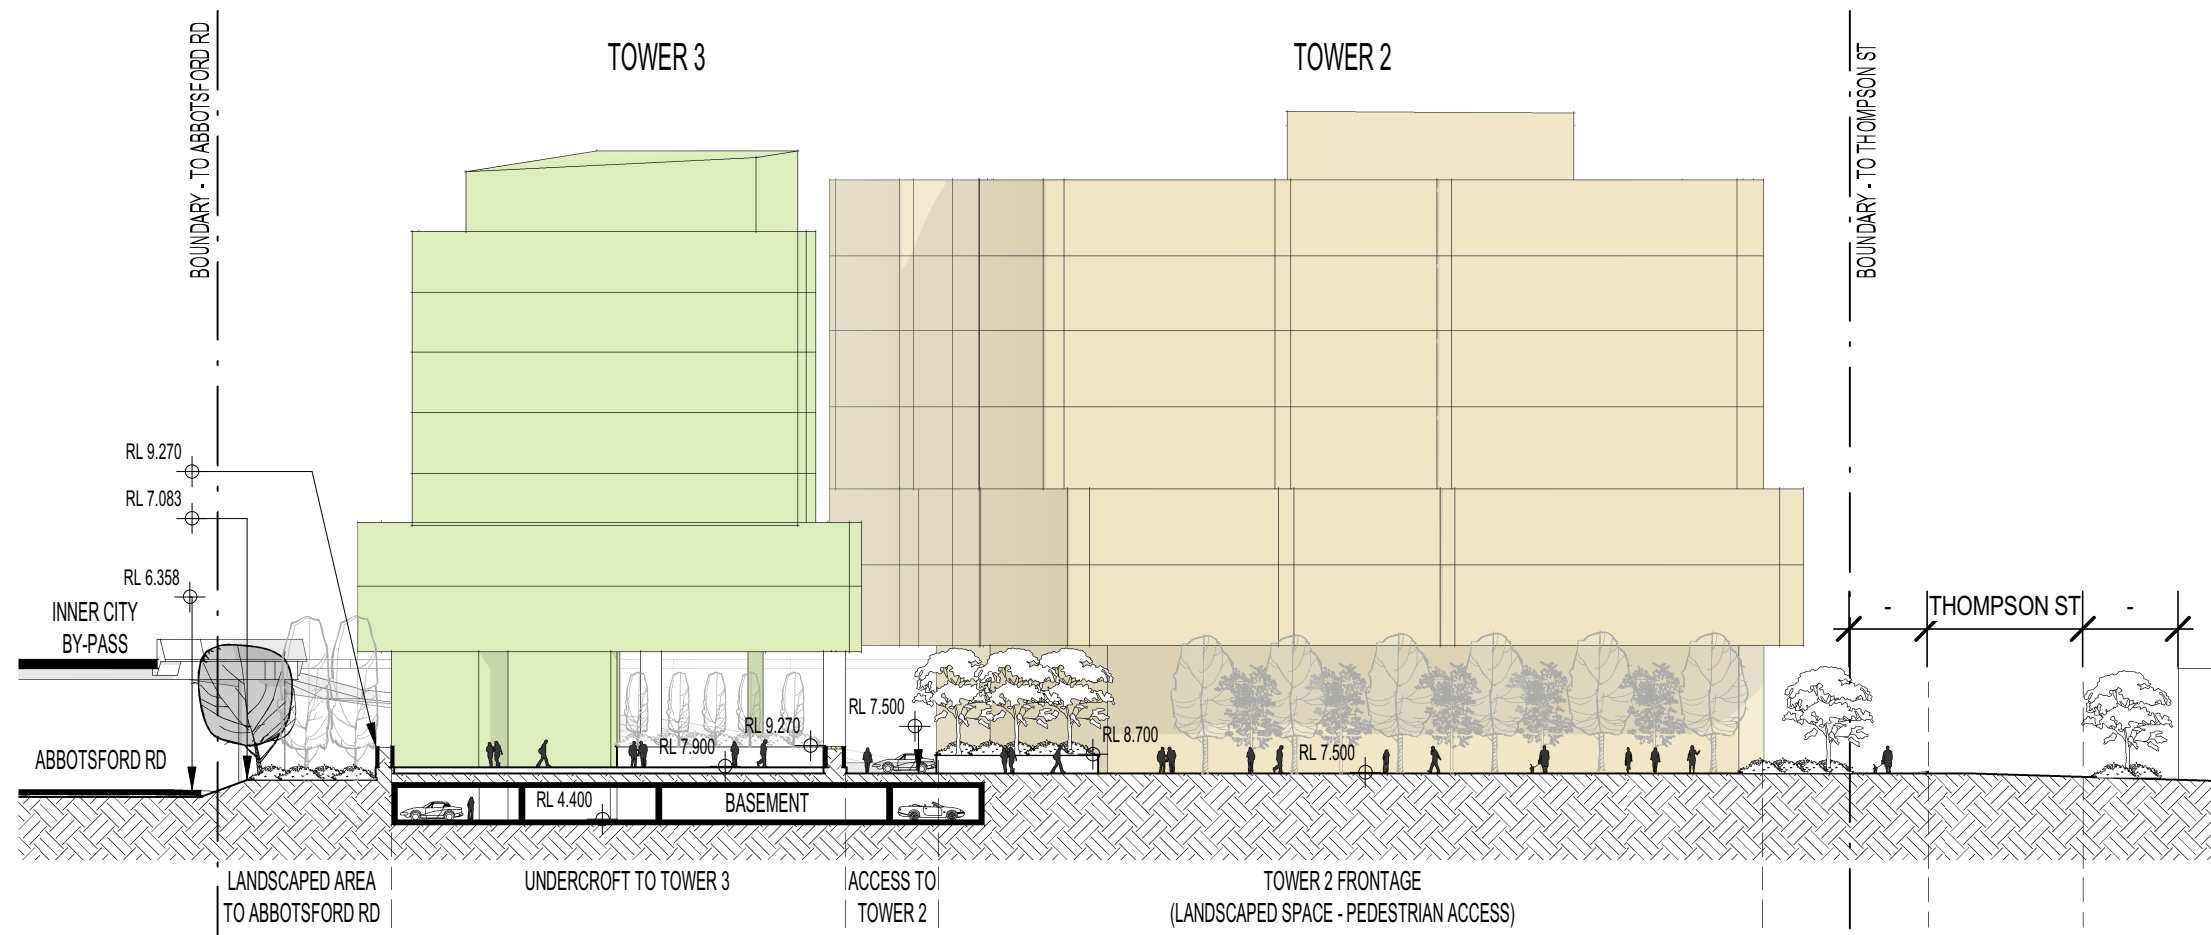 TOWER 3
TOWER 2
BOUNDARY - TO ABBOTSFORD RD
BOUNDARY - TO THOMPSON ST
RL 9.270
RL 7.083
RL 6.358
INNER CITY
BY-PASS
ABBOTSFORD RD
- THOMPSON ST -
RL 7.500
RL 9.270
RL 7.900
RL 8.700
RL 7.500
RL 4.400
BASEMENT
LANDSCAPED AREA
TO ABBOTSFORD RD
UNDERCROFT TO TOWER 3
ACCESS TO
TOWER 2
TOWER 2 FRONTAGE
(LANDSCAPED SPACE - PEDESTRIAN ACCESS)